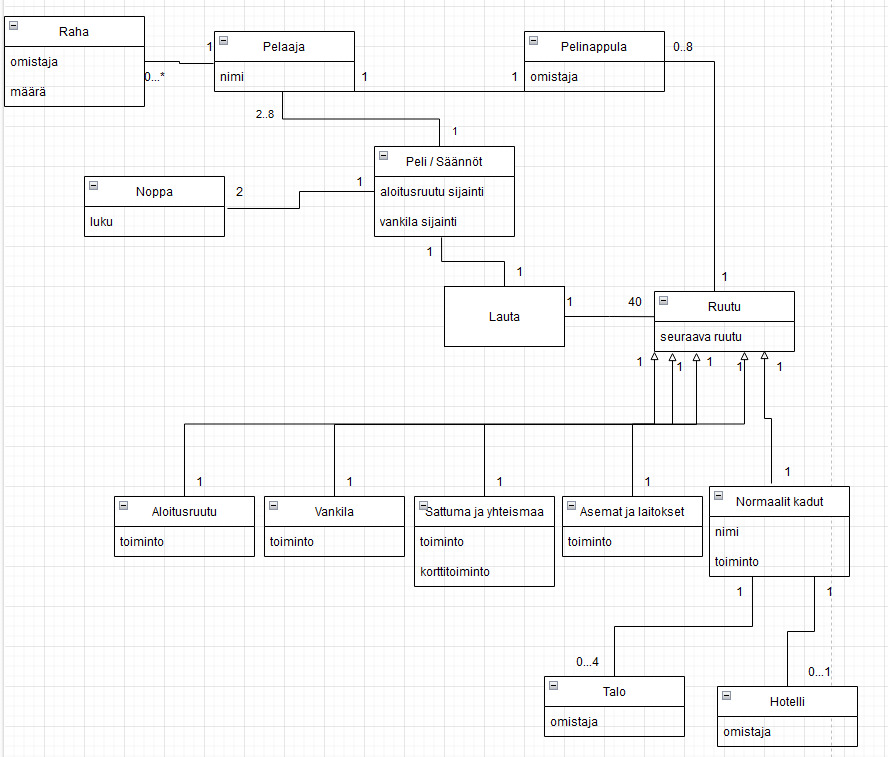 Raha
omistaja
määrä
1
0...*
Pelaaja
nimi
1
1
Pelinappula
omistaja
0..8
2..8
1
Peli / Säännöt
aloitusruutu sijainti
vankila sijainti
Noppa
luku
2
1
1
1
Lauta
1
40
1
Ruutu
seuraava ruutu
1
1
1
1
1
1
1
1
1
1
Aloitusruutu
toiminto
Vankila
toiminto
Sattuma ja yhteismaa
toiminto
korttitoiminto
Asemat ja laitokset
toiminto
Normaalit kadut
nimi
toiminto
1
1
0...4
0...1
Talo
omistaja
Hotelli
omistaja